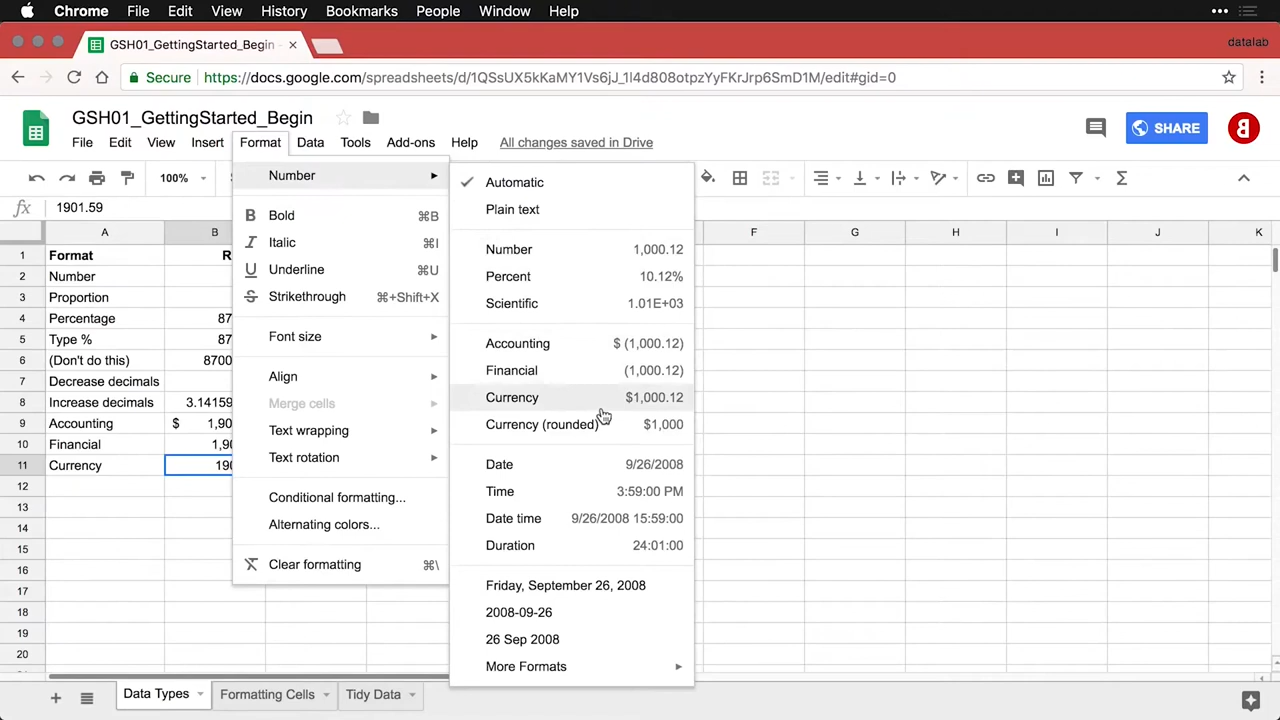 Chrome File Edit View History Bookmarks People Window Help
GSH01_GettingStarted_Begin - ×
datalab
Secure https://docs.google.com/spreadsheets/d/1QSsUX5kKaMY1Vs6jJ_1l4d808otpzYyFKrJrp6SmD1M/edit#gid=0
GSH01_GettingStarted_Begin
SHARE
File Edit View Insert Format Data Tools Add-ons Help All changes saved in Drive
100%
fx 1901.59
A B F G H I J K
1 Format
2 Number
3 Proportion
4 Percentage 87
5 Type % 87
6 (Don't do this) 8700
7 Decrease decimals
8 Increase decimals 3.14159
9 Accounting $ 1,90
10 Financial 1,90
11 Currency 190
12
13
14
15
16
17
18
19
20
Number
Bold ⌘B
Italic ⌘I
Underline ⌘U
Strikethrough ⌘+Shift+X
Font size
Align
Merge cells
Text wrapping
Text rotation
Conditional formatting...
Alternating colors...
Clear formatting ⌘\
Automatic
Plain text
Number 1,000.12
Percent 10.12%
Scientific 1.01E+03
Accounting $ (1,000.12)
Financial (1,000.12)
Currency $1,000.12
Currency (rounded) $1,000
Date 9/26/2008
Time 3:59:00 PM
Date time 9/26/2008 15:59:00
Duration 24:01:00
Friday, September 26, 2008
2008-09-26
26 Sep 2008
More Formats
Data Types Formatting Cells Tidy Data